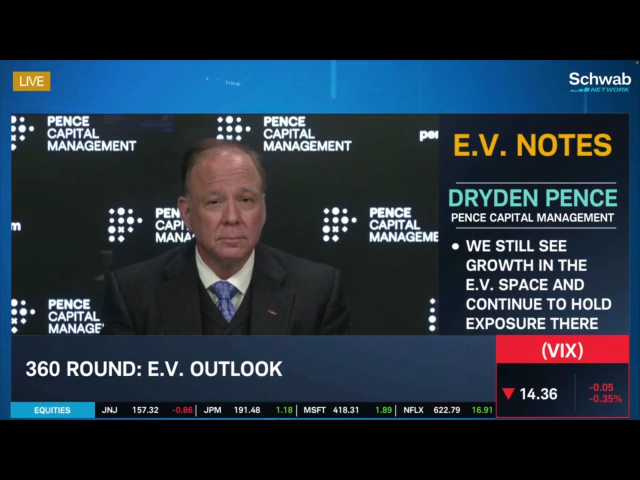 LIVE
Schwab
NETWORK
PENCE
CAPITAL
MANAGEMENT
PENCE
CAPITAL
MANAGEMENT
PENCE
CAPITAL
MANA
PENCE
CAPITAL
MANAGEME
PENCE
CAPITAL
MANAGE
E.V. NOTES
DRYDEN PENCE
PENCE CAPITAL MANAGEMENT
• WE STILL SEE
GROWTH IN THE
E.V. SPACE AND
CONTINUE TO HOLD
EXPOSURE THERE
360 ROUND: E.V. OUTLOOK
(VIX)
▼ 14.36
-0.05
-0.35%
EQUITIES JNJ 157.32 -0.86 JPM 191.48 1.18 MSFT 418.31 1.89 NFLX 622.79 16.91